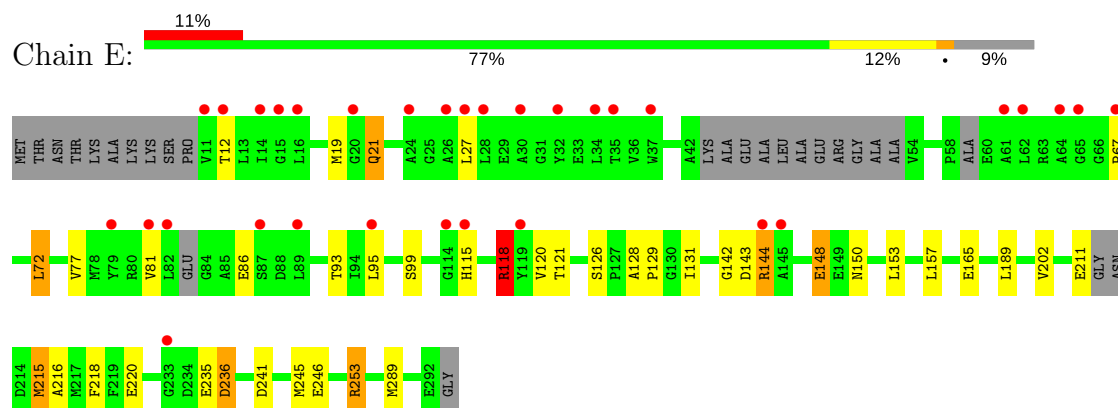 11%
Chain E:
77% 12% • 9%
MET THR ASN THR LYS ALA LYS LYS SER PRO V11 T12 L13 I14 G15 L16 M19 G20 Q21 A24 G25 A26 L27 L28 E29 A30 G31 Y32 E33 L34 T35 V36 W37 A42 LYS ALA GLU ALA LEU ALA GLU ARG GLY ALA ALA V54 P58 ALA E60 A61 L62 R63 A64 G65 G66
L72 V77 M78 Y79 R80 V81 L82 GLU G84 A85 E86 S87 D88 L89 T93 I94 L95 S99 G114 H115 R118 Y119 V120 T121 S126 P127 A128 P129 G130 I131 G142 D143 R144 A145 E148 E149 N150 L153 L157 E165 L189 V202 E211 GLY ASN
D214 M215 A216 M217 F218 F219 E220 G233 D234 E235 D236 D241 M245 E246 R253 M289 E292 GLY